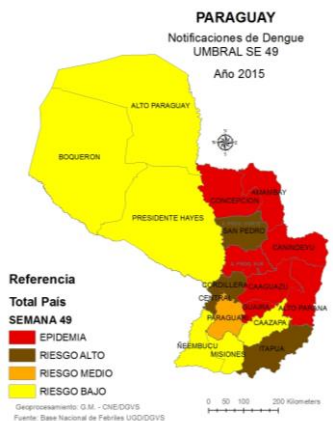 PARAGUAY
Notificaciones de Dengue
UMBRAL SE 49
Año 2015
ALTO PARAGUAY
BOQUERON
PRESIDENTE HAYES
AMAMBAY
CONCEPCION
SAN PEDRO
CANINDEYU
CORDILLERA
CAAGUAZU
CENTRAL
GUAIRA
ALTO PARANA
PARAGUARI
CAAZAPA
ÑEEMBUCU
MISIONES
ITAPUA
Referencia
Total País
SEMANA 49
EPIDEMIA
RIESGO ALTO
RIESGO MEDIO
RIESGO BAJO
0 50 100 200 Kilometers
Geoprocesamiento: G.M. - CNE/DGVS
Fuente: Base Nacional de Febriles UGD/DGVS